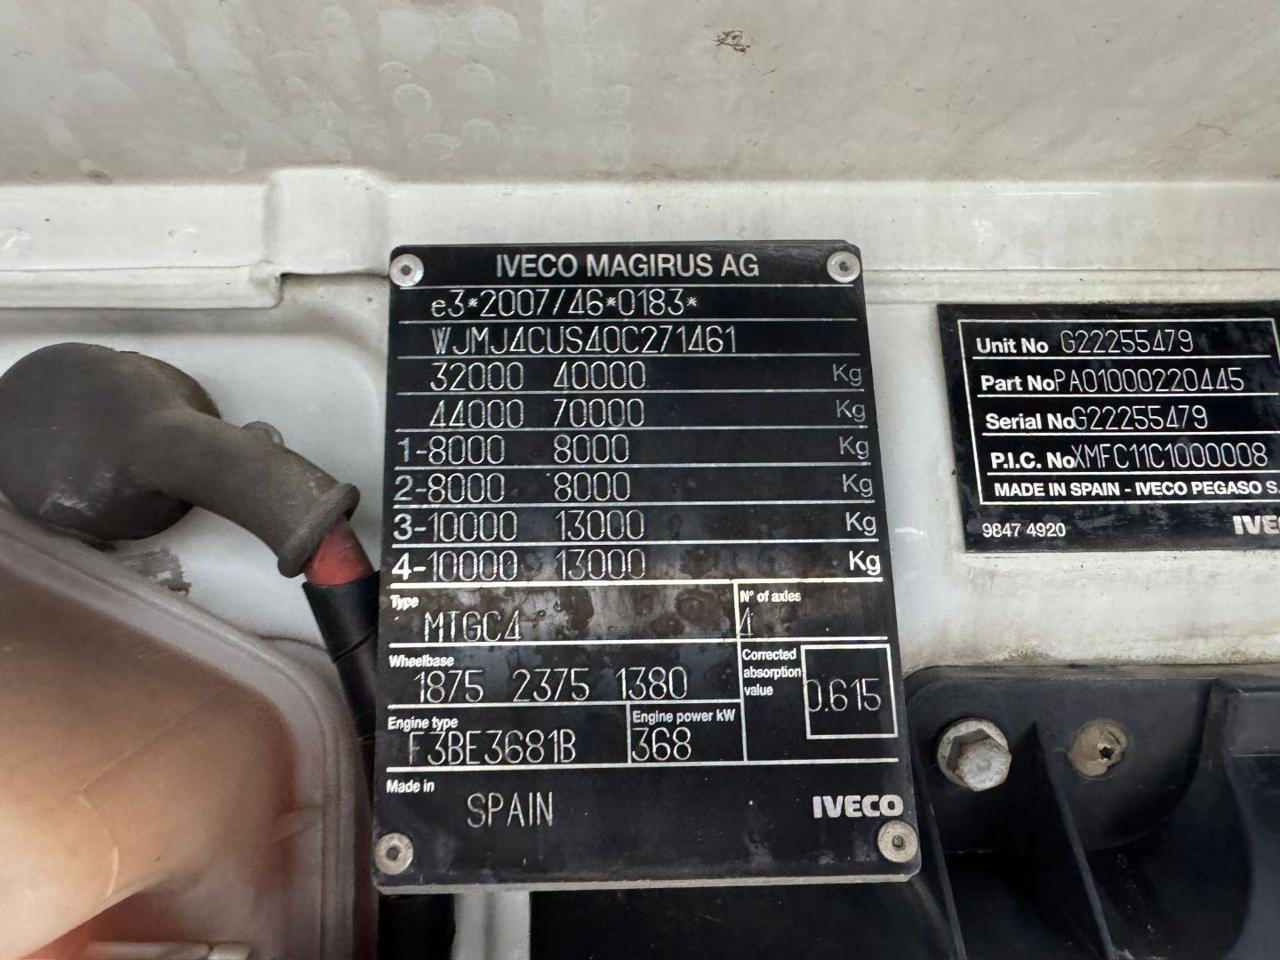 IVECO MAGIRUS AG
e3*2007/46*0183*
WJMJ4CUS40C271461
32000 40000 Kg
44000 70000 Kg
1-8000 8000 Kg
2-8000 8000 Kg
3-10000 13000 Kg
4-10000 13000 Kg
Type MTGC4
N° of axles 4
Wheelbase 1875 2375 1380
Corrected absorption value 0.615
Engine type F3BE3681B
Engine power kW 368
Made in SPAIN
IVECO
Unit No G22255479
Part No PA01000220445
Serial No G22255479
P.I.C. No XMFC11C1000008
MADE IN SPAIN - IVECO PEGASO S.
9847 4920 IVE